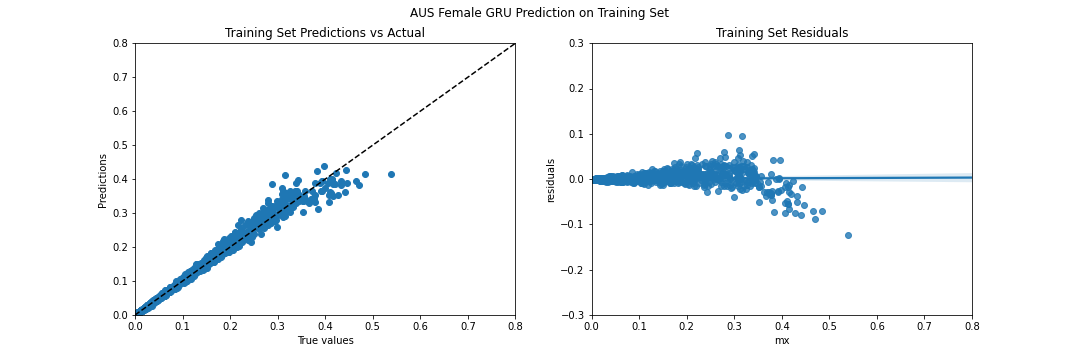 AUS Female GRU Prediction on Training Set
Training Set Predictions vs Actual
0.8
0.7
0.6
0.5
0.4
0.3
0.2
0.1
0.0
Predictions
0.0 0.1 0.2 0.3 0.4 0.5 0.6 0.7 0.8
True values
Training Set Residuals
0.3
0.2
0.1
0.0
−0.1
−0.2
−0.3
residuals
0.0 0.1 0.2 0.3 0.4 0.5 0.6 0.7 0.8
mx